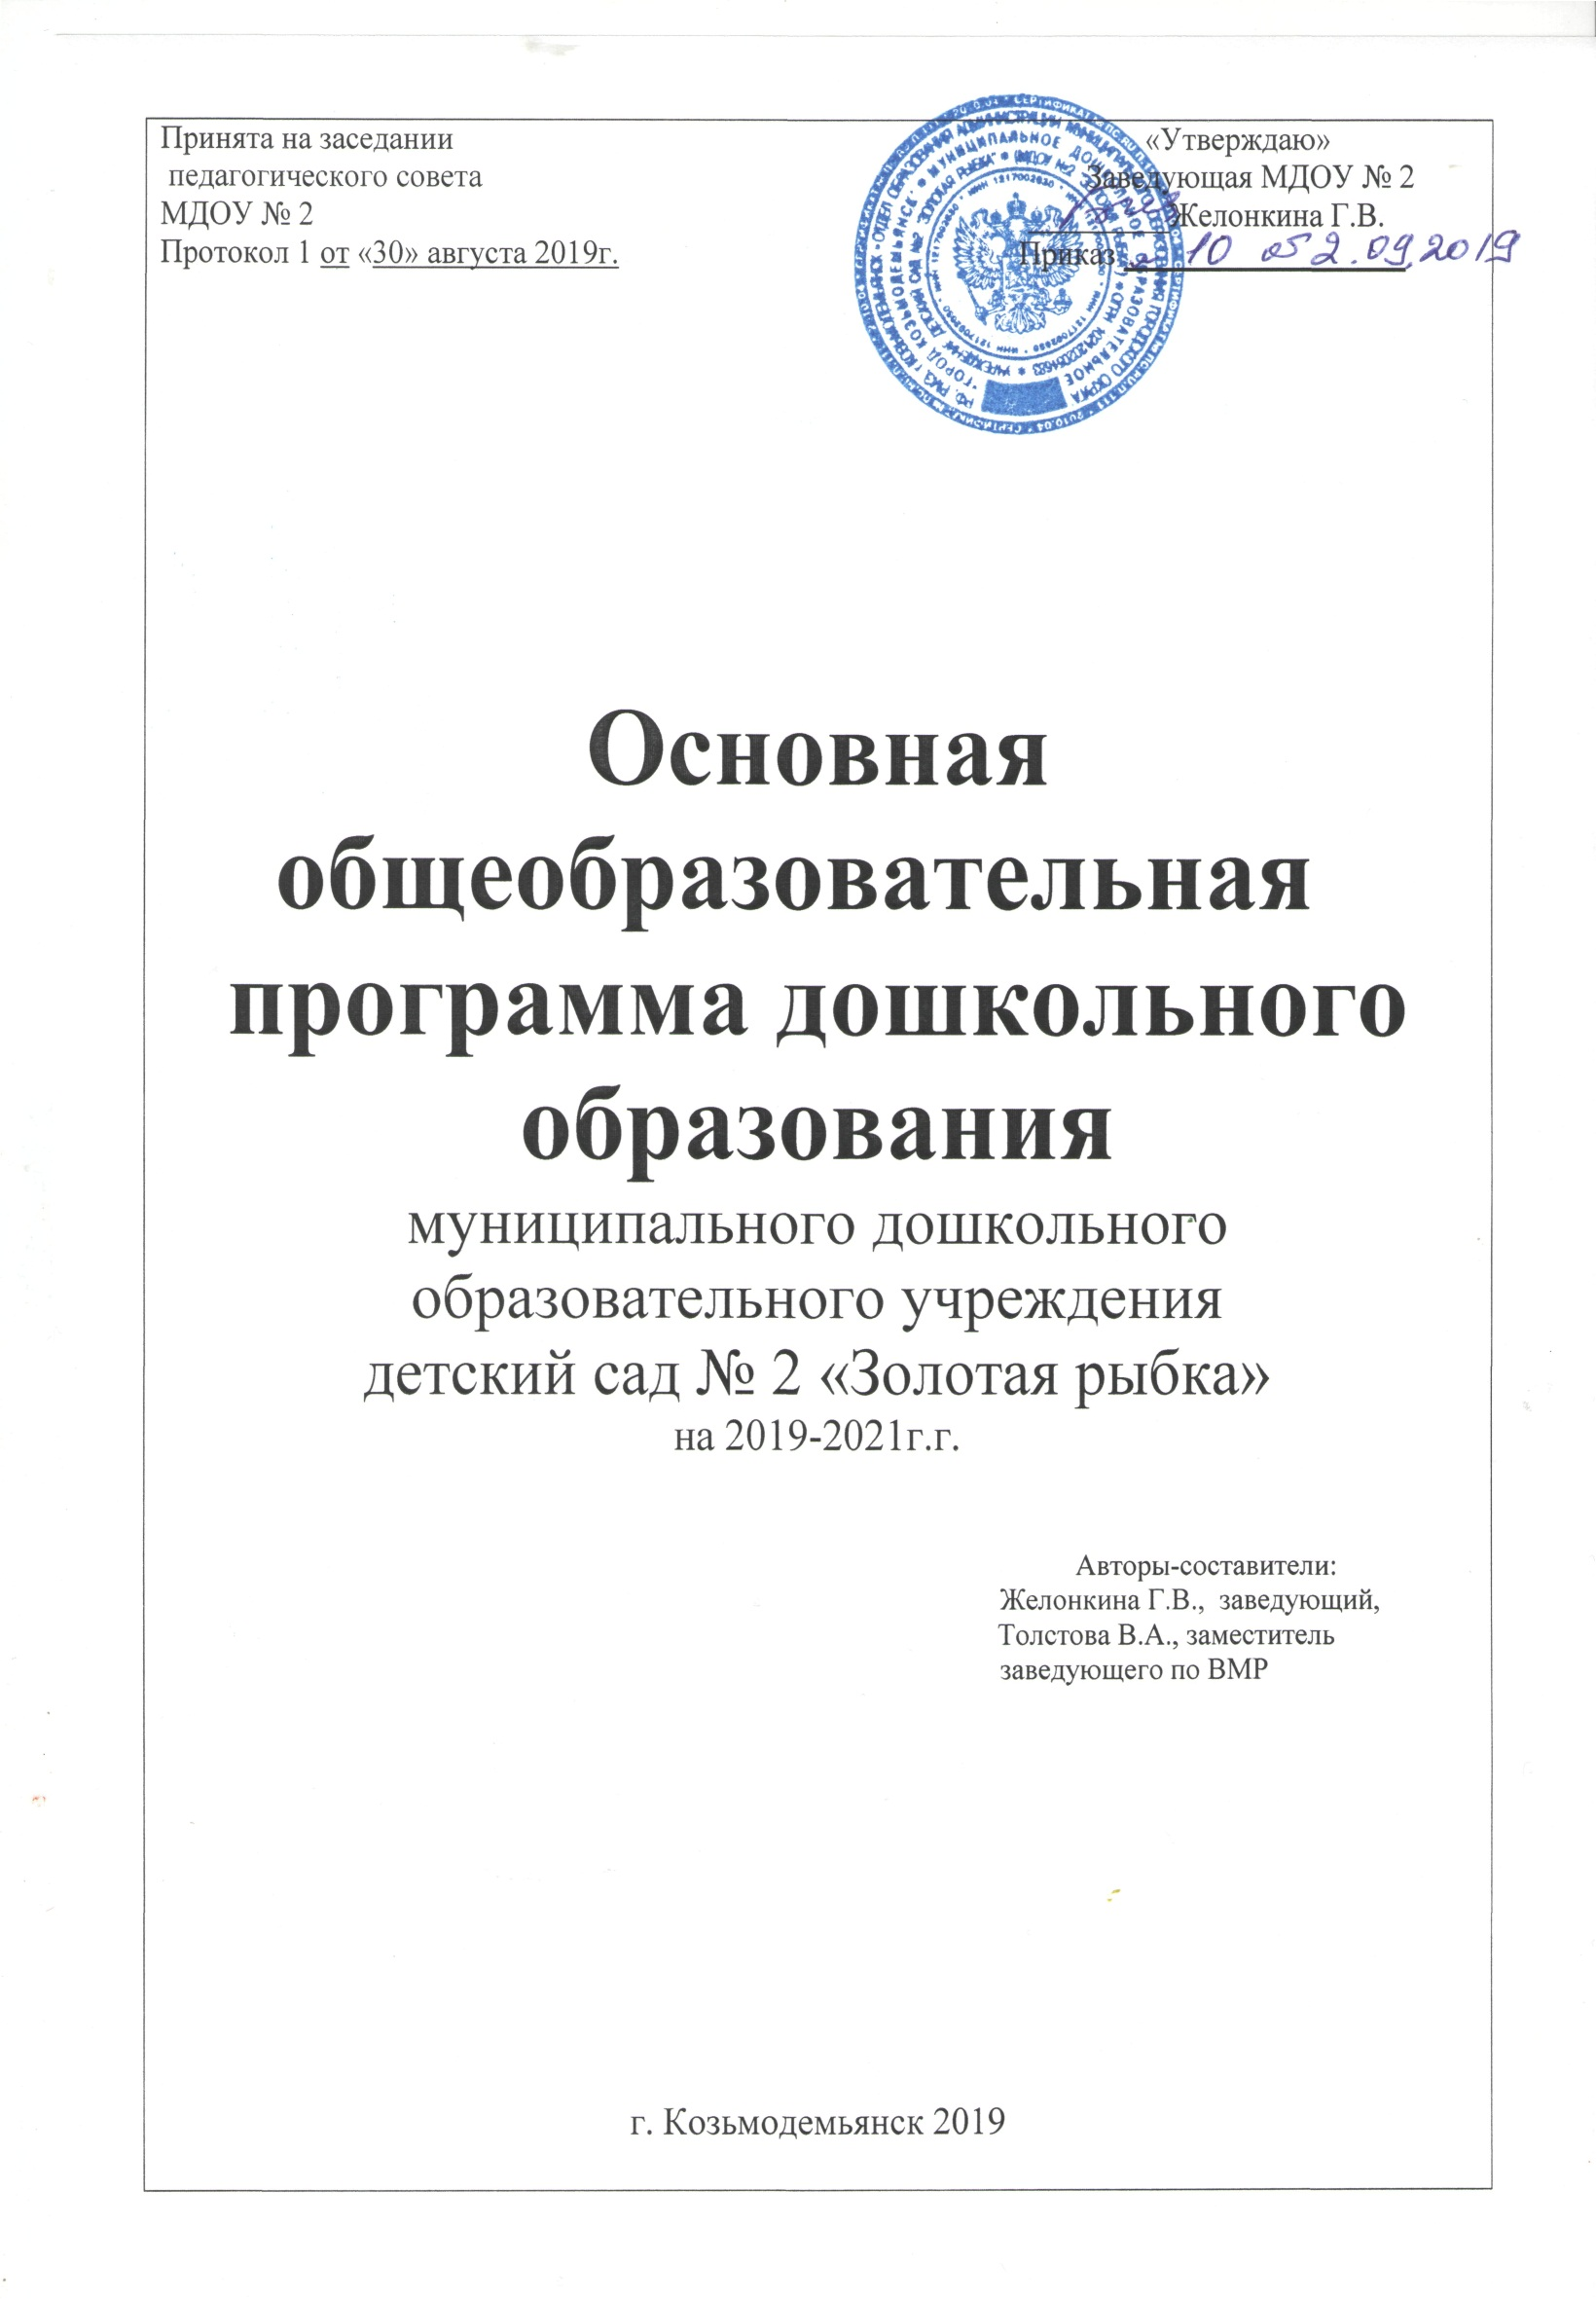 Принята на заседании
педагогического совета
МДОУ № 2
Протокол 1 от «30» августа 2019г.
«Утверждаю»
Заведующая МДОУ № 2
Желонкина Г.В.
Приказ 10 от 2.09.2019
Основная
общеобразовательная
программа дошкольного
образования
муниципального дошкольного
образовательного учреждения
детский сад № 2 «Золотая рыбка»
на 2019-2021г.г.
Авторы-составители:
Желонкина Г.В., заведующий,
Толстова В.А., заместитель
заведующего по ВМР
г. Козьмодемьянск 2019